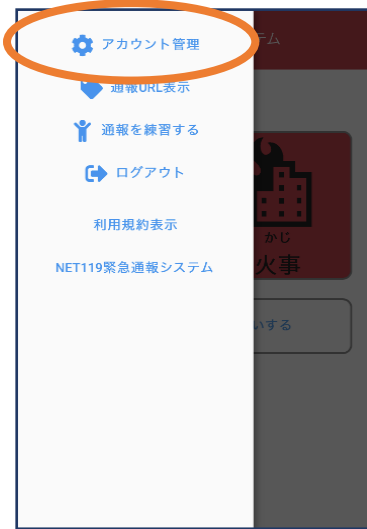 アカウント管理
テム
通報URL表示
通報を練習する
ログアウト
利用規約表示
NET119緊急通報システム
かじ
火事
いする